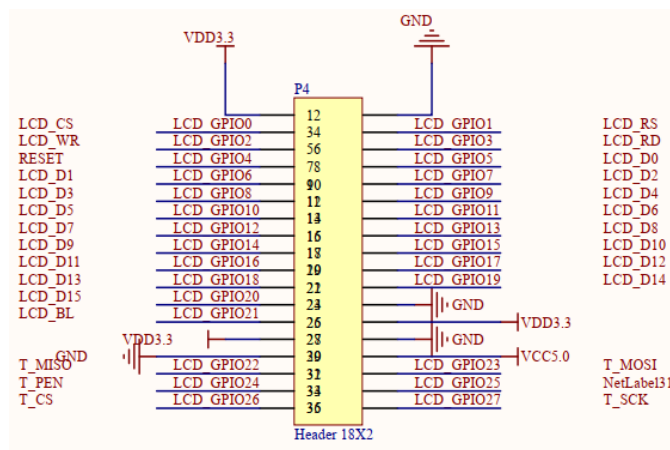 GND
VDD3.3
P4
12
LCD_CS LCD_GPIO0 34 LCD_GPIO1 LCD_RS
LCD_WR LCD_GPIO2 56 LCD_GPIO3 LCD_RD
RESET LCD_GPIO4 78 LCD_GPIO5 LCD_D0
LCD_D1 LCD_GPIO6 LCD_GPIO7 LCD_D2
LCD_D3 LCD_GPIO8 LCD_GPIO9 LCD_D4
LCD_D5 LCD_GPIO10 LCD_GPIO11 LCD_D6
LCD_D7 LCD_GPIO12 LCD_GPIO13 LCD_D8
LCD_D9 LCD_GPIO14 LCD_GPIO15 LCD_D10
LCD_D11 LCD_GPIO16 LCD_GPIO17 LCD_D12
LCD_D13 LCD_GPIO18 LCD_GPIO19 LCD_D14
LCD_D15 LCD_GPIO20 GND
LCD_BL LCD_GPIO21 VDD3.3
VDD3.3 GND
GND VCC5.0
T_MISO LCD_GPIO22 LCD_GPIO23 T_MOSI
T_PEN LCD_GPIO24 LCD_GPIO25 NetLabel31
T_CS LCD_GPIO26 36 LCD_GPIO27 T_SCK
Header 18X2